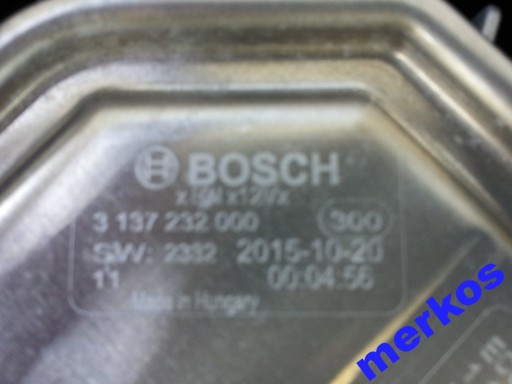 BOSCH
3 137 232 000 300
SW: 2332 2015-10-20
11 00:04:56
Made in Hungary
merkos